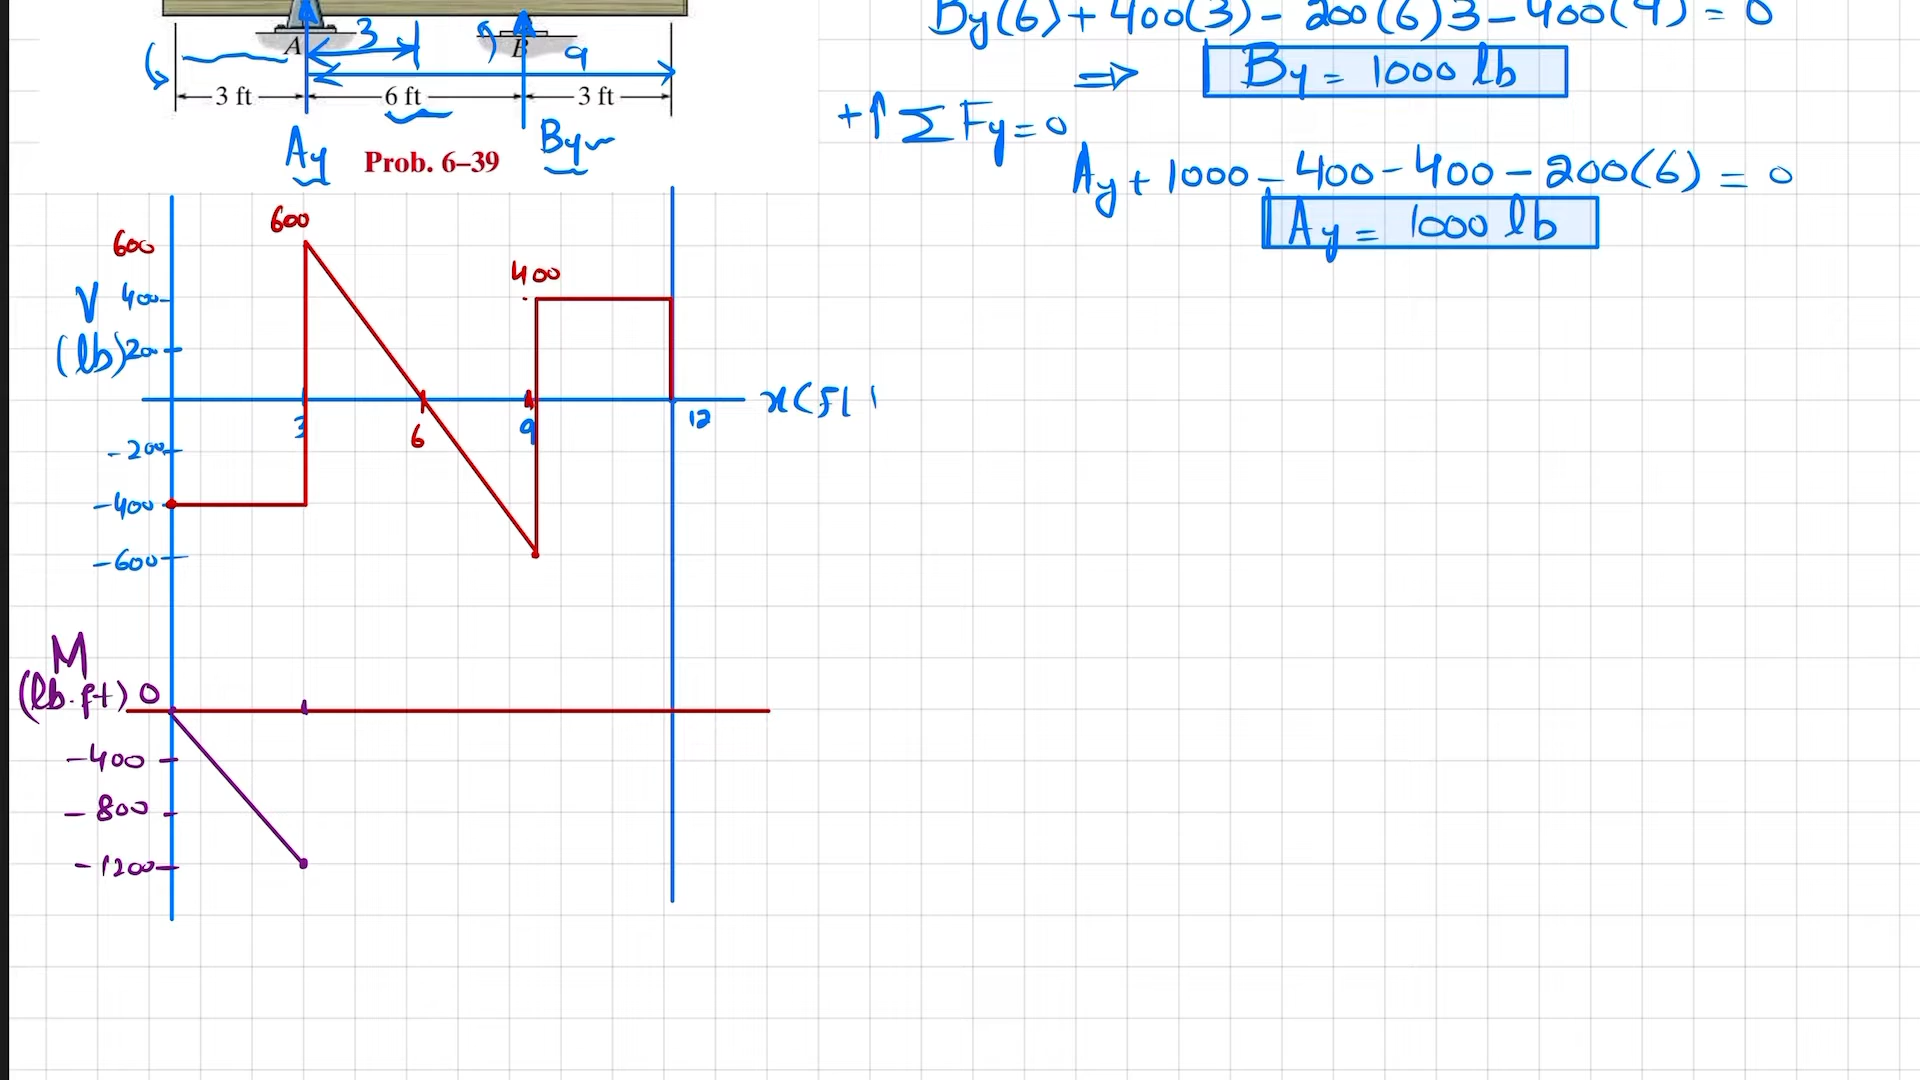 By(6) + 400(3) - 200(6)3 - 400(9) = 0
⇒ By = 1000 lb
+↑ ΣFy = 0
Ay + 1000 - 400 - 400 - 200(6) = 0
Ay = 1000 lb
A 3 B 9
3 ft 6 ft 3 ft
Ay By
Prob. 6–39
600
600
400
V 400
(lb) 200
x(ft
3 6 9 12
-200
-400
-600
M
(lb.ft) 0
-400
-800
-1200